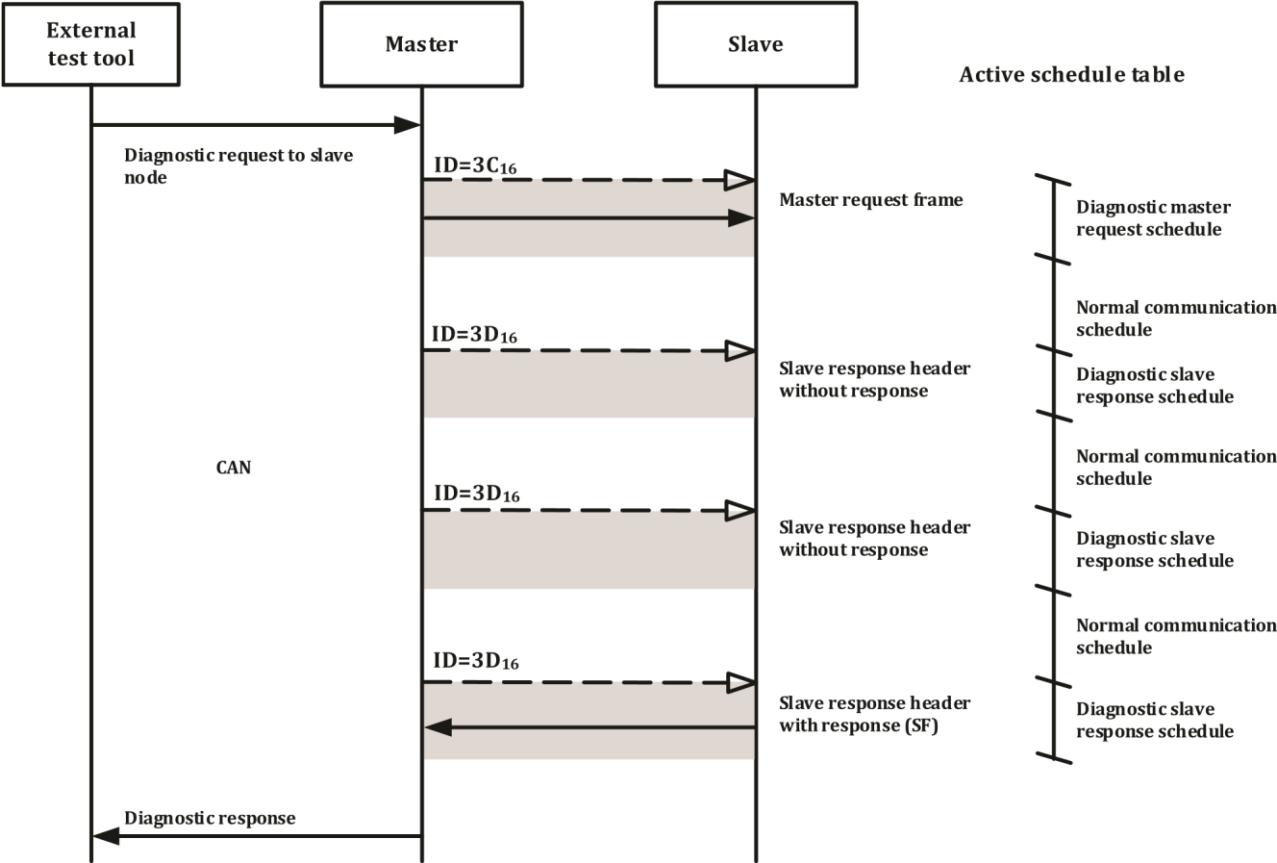 External
test tool
Master
Slave
Active schedule table
Diagnostic request to slave
node
ID=3C₁₆
Master request frame
Diagnostic master
request schedule
Normal communication
schedule
ID=3D₁₆
Slave response header
without response
Diagnostic slave
response schedule
CAN
Normal communication
schedule
ID=3D₁₆
Slave response header
without response
Diagnostic slave
response schedule
Normal communication
schedule
ID=3D₁₆
Slave response header
with response (SF)
Diagnostic slave
response schedule
Diagnostic response